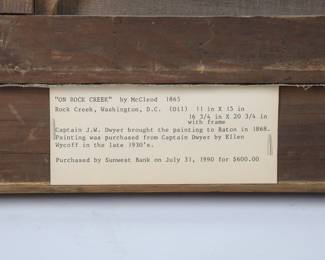 "ON ROCK CREEK" by McCleod 1865
Rock Creek, Washington, D.C. (Oil) 11 in X 15 in
16 3/4 in X 20 3/4 in
with frame
Captain J.W. Dwyer brought the painting to Raton in 1868.
Painting was purchased from Captain Dwyer by Ellen
Wycoff in the late 1930's.
Purchased by Sunwest Bank on July 31, 1990 for $600.00